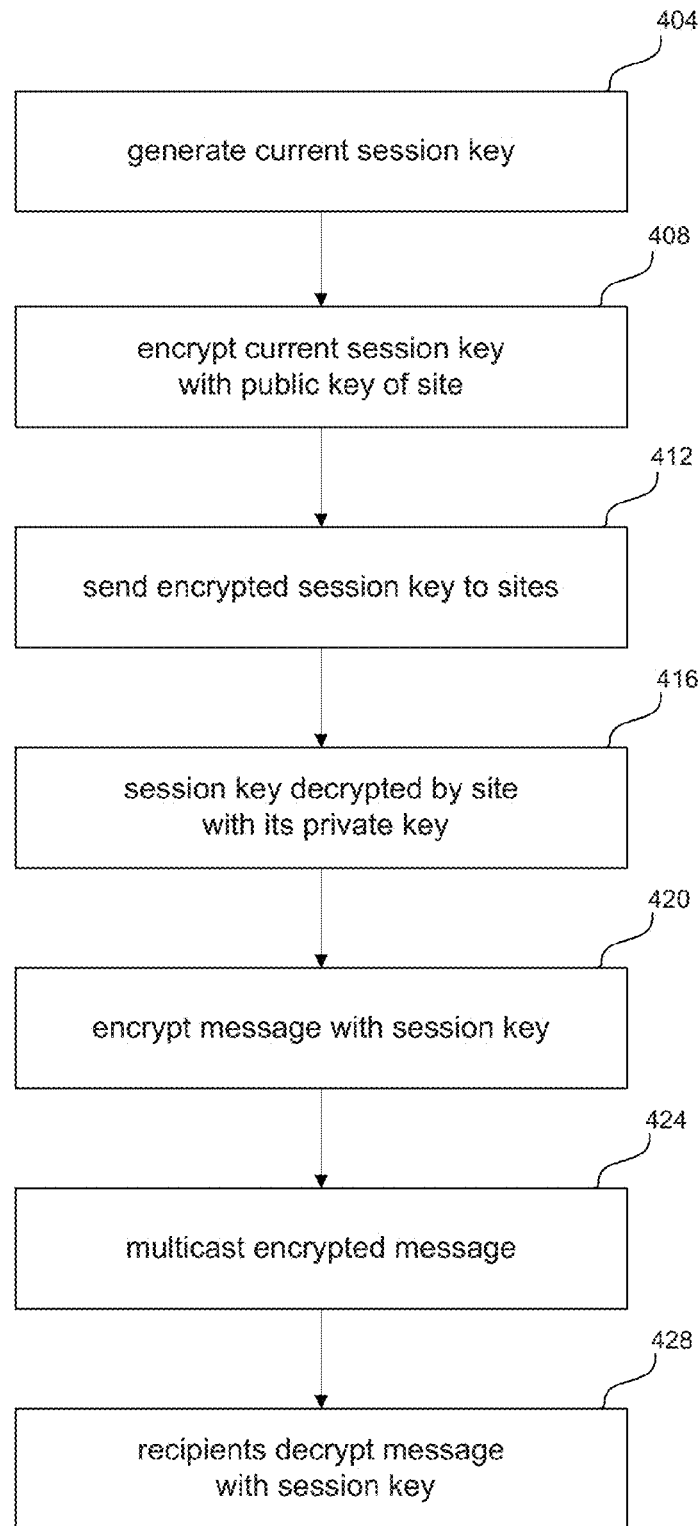 404
generate current session key
408
encrypt current session key
with public key of site
412
send encrypted session key to sites
416
session key decrypted by site
with its private key
420
encrypt message with session key
424
multicast encrypted message
428
recipients decrypt message
with session key